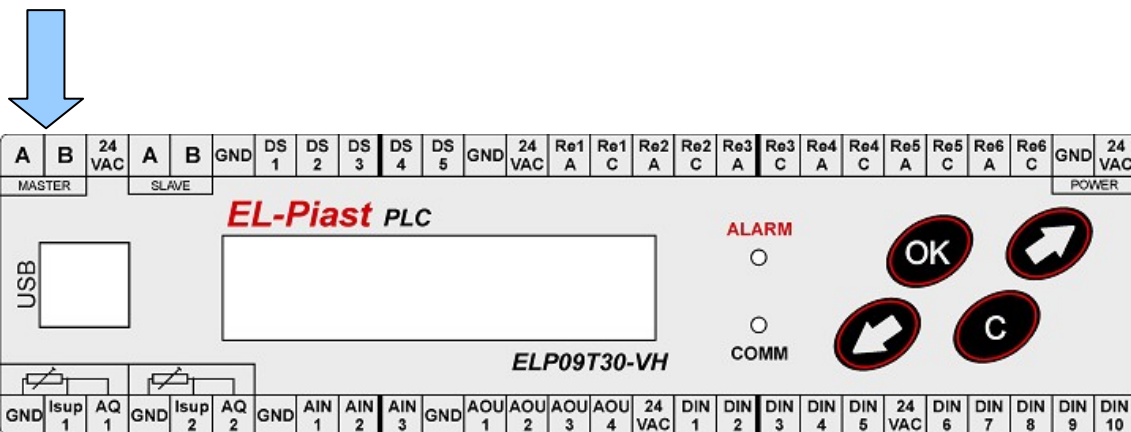 A B 24 VAC A B GND DS 1 DS 2 DS 3 DS 4 DS 5 GND 24 VAC Re1 A Re1 C Re2 A Re2 C Re3 A Re3 C Re4 A Re4 C Re5 A Re5 C Re6 A Re6 C GND 24 VAC
MASTER SLAVE POWER
EL-Piast PLC
ALARM
OK
USB
C
COMM
ELP09T30-VH
GND Isup 1 AQ 1 GND Isup 2 AQ 2 GND AIN 1 AIN 2 AIN 3 GND AOU 1 AOU 2 AOU 3 AOU 4 24 VAC DIN 1 DIN 2 DIN 3 DIN 4 DIN 5 24 VAC DIN 6 DIN 7 DIN 8 DIN 9 DIN 10